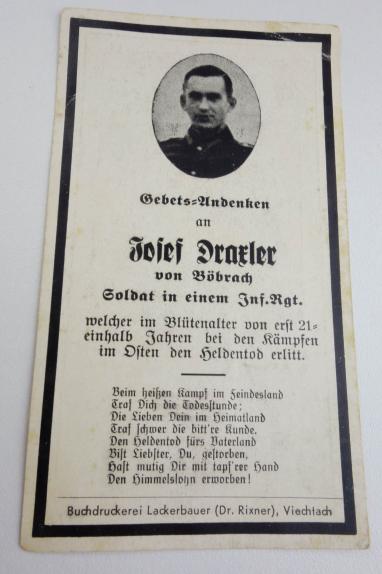 Gebets-Andenken
an
Josef Draxler
von Böbrach
Soldat in einem Inf.Rgt.
welcher im Blütenalter von erst 21-
einhalb Jahren bei den Kämpfen
im Osten den Heldentod erlitt.
Beim heißen Kampf im Feindesland
Traf Dich die Todesstunde;
Die Lieben Dein im Heimatland
Traf schwer die bitt're Kunde.
Den Heldentod fürs Vaterland
Bist Liebster, Du, gestorben,
Hast mutig Dir mit tapf'rer Hand
Den Himmelslohn erworben!
Buchdruckerei Lackerbauer (Dr. Rixner), Viechtach